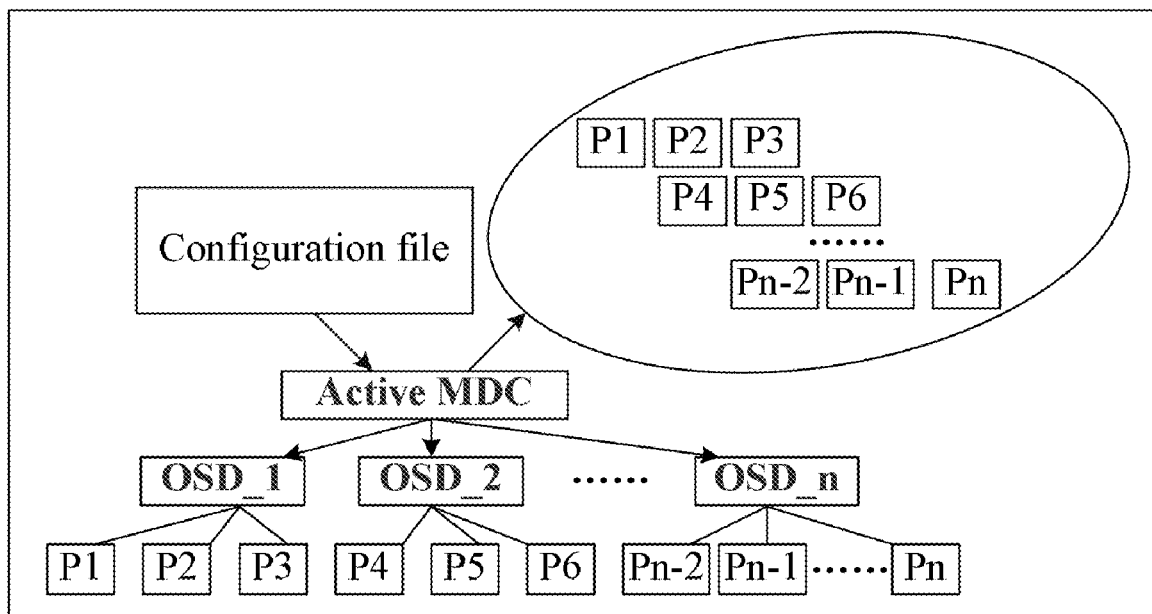 P1 P2 P3
P4 P5 P6
......
Pn-2 Pn-1 Pn
Configuration file
Active MDC
OSD_1 OSD_2 ...... OSD_n
P1 P2 P3 P4 P5 P6 Pn-2 Pn-1 ...... Pn